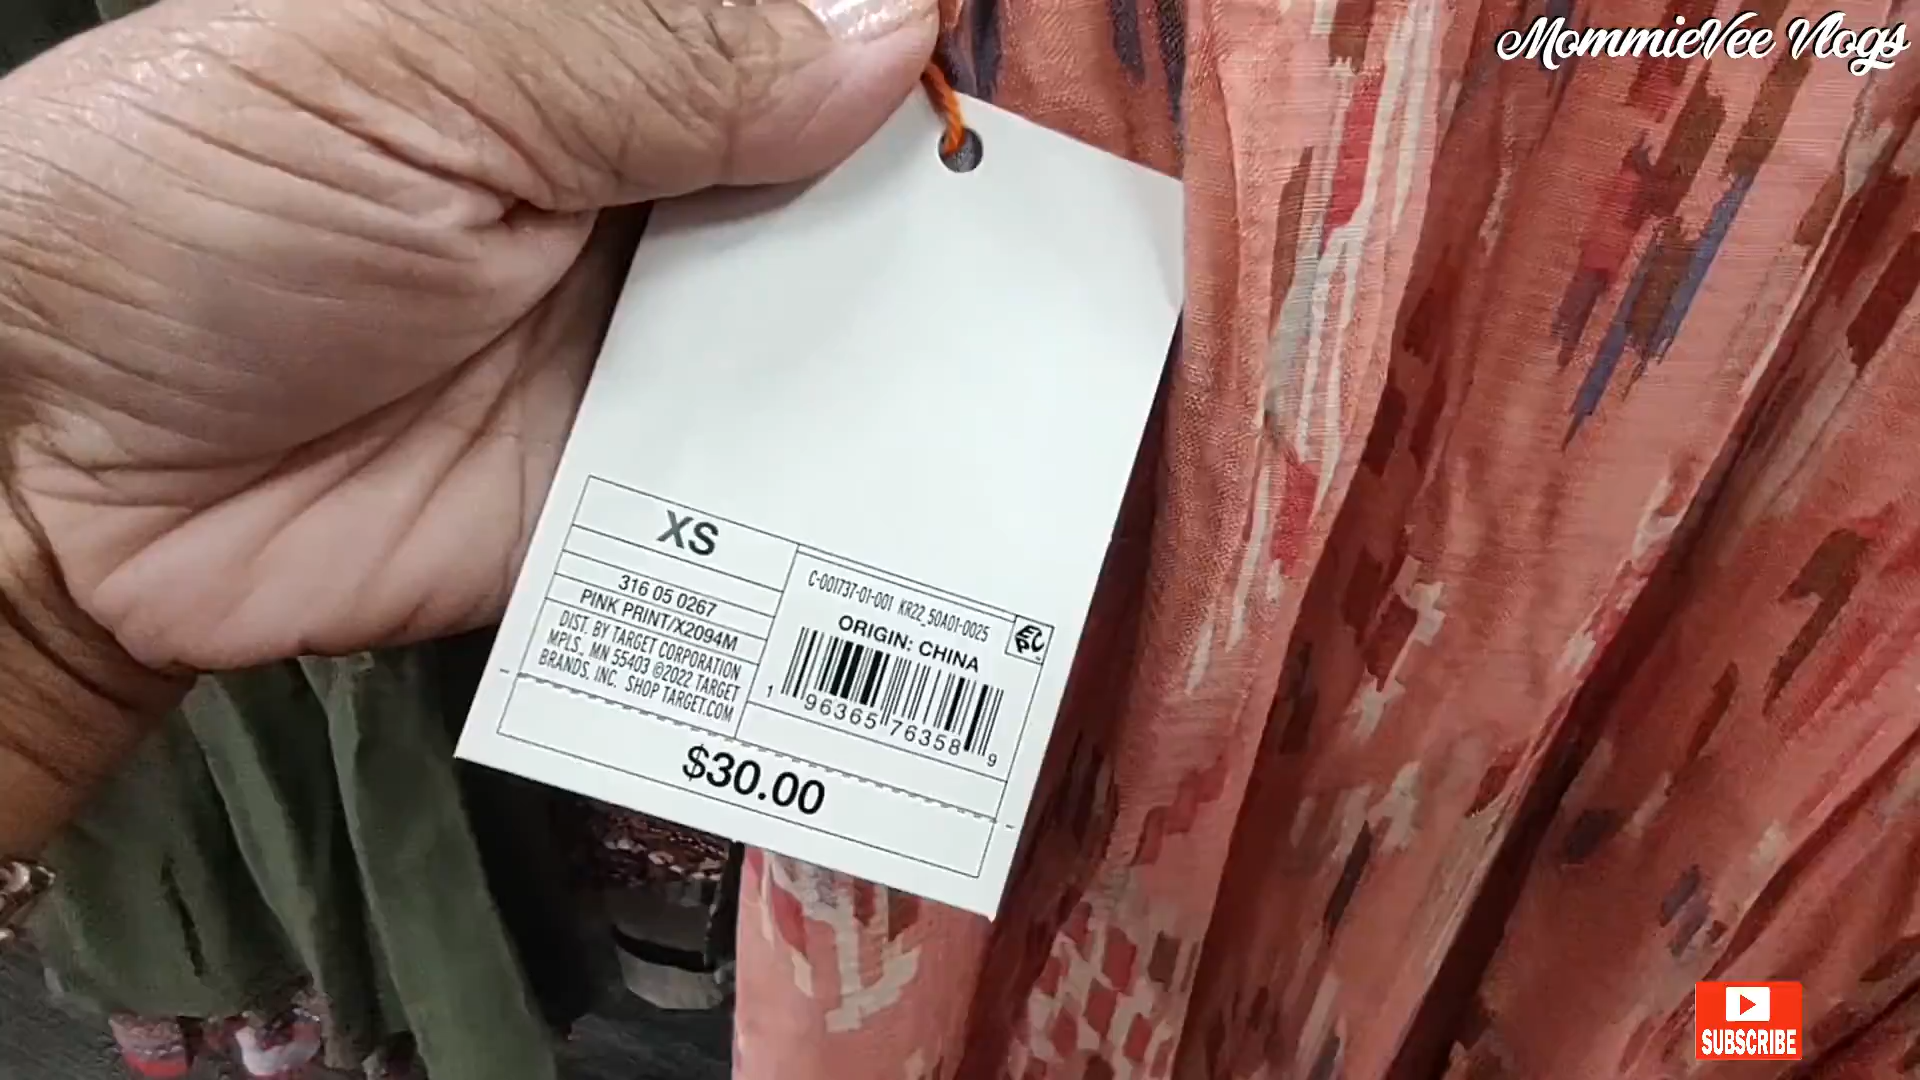 MommieVee Vlogs
XS
316 05 0267
PINK PRINT/X2094M
DIST. BY TARGET CORPORATION
MPLS, MN 55403 ©2022 TARGET
BRANDS, INC. SHOP TARGET.COM
C-001737-01-001 KR22_50A01-0025
ORIGIN: CHINA
EPC
1 96365 76358 9
$30.00
SUBSCRIBE